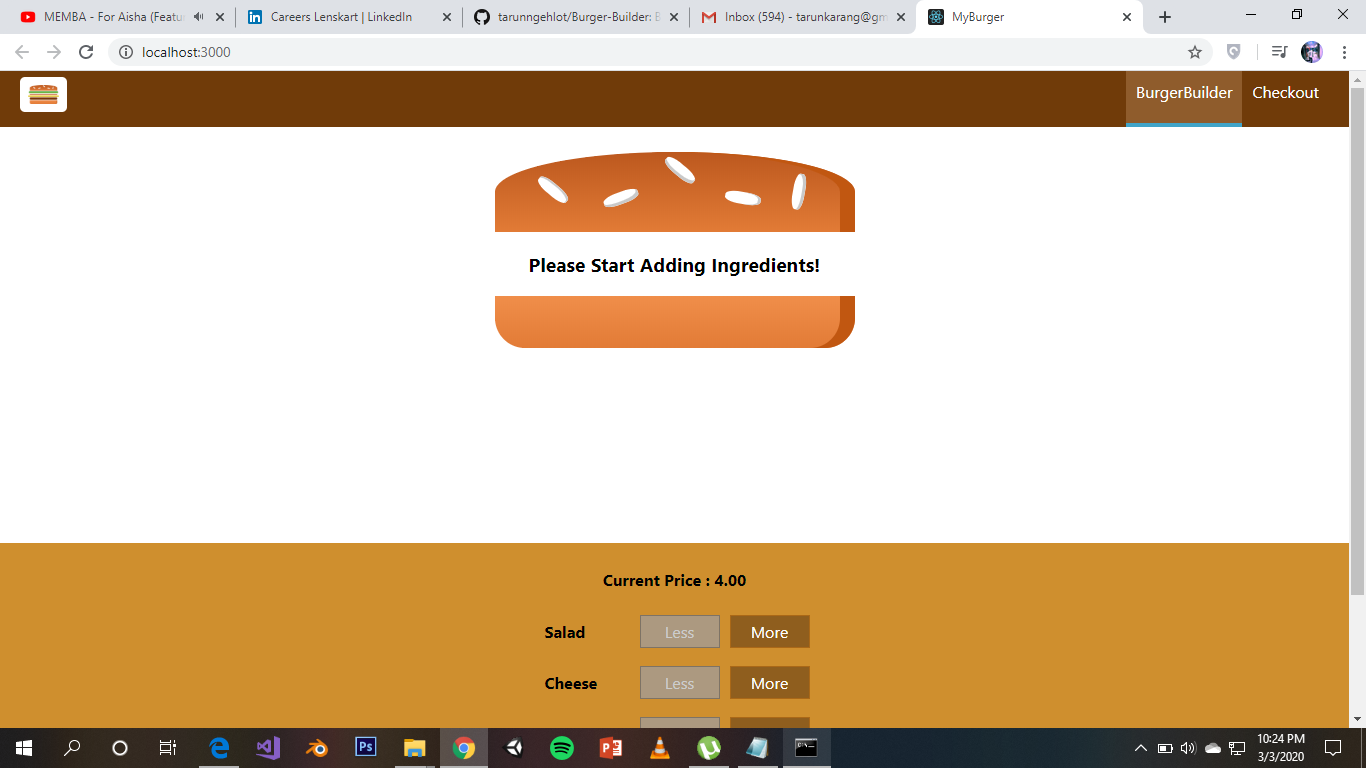 MEMBA - For Aisha (Featu
Careers Lenskart | LinkedIn
tarunngehlot/Burger-Builder: B
Inbox (594) - tarunkarang@gm
MyBurger
localhost:3000
BurgerBuilder
Checkout
Please Start Adding Ingredients!
Current Price : 4.00
Salad Less More
Cheese Less More
Ps
10:24 PM
3/3/2020